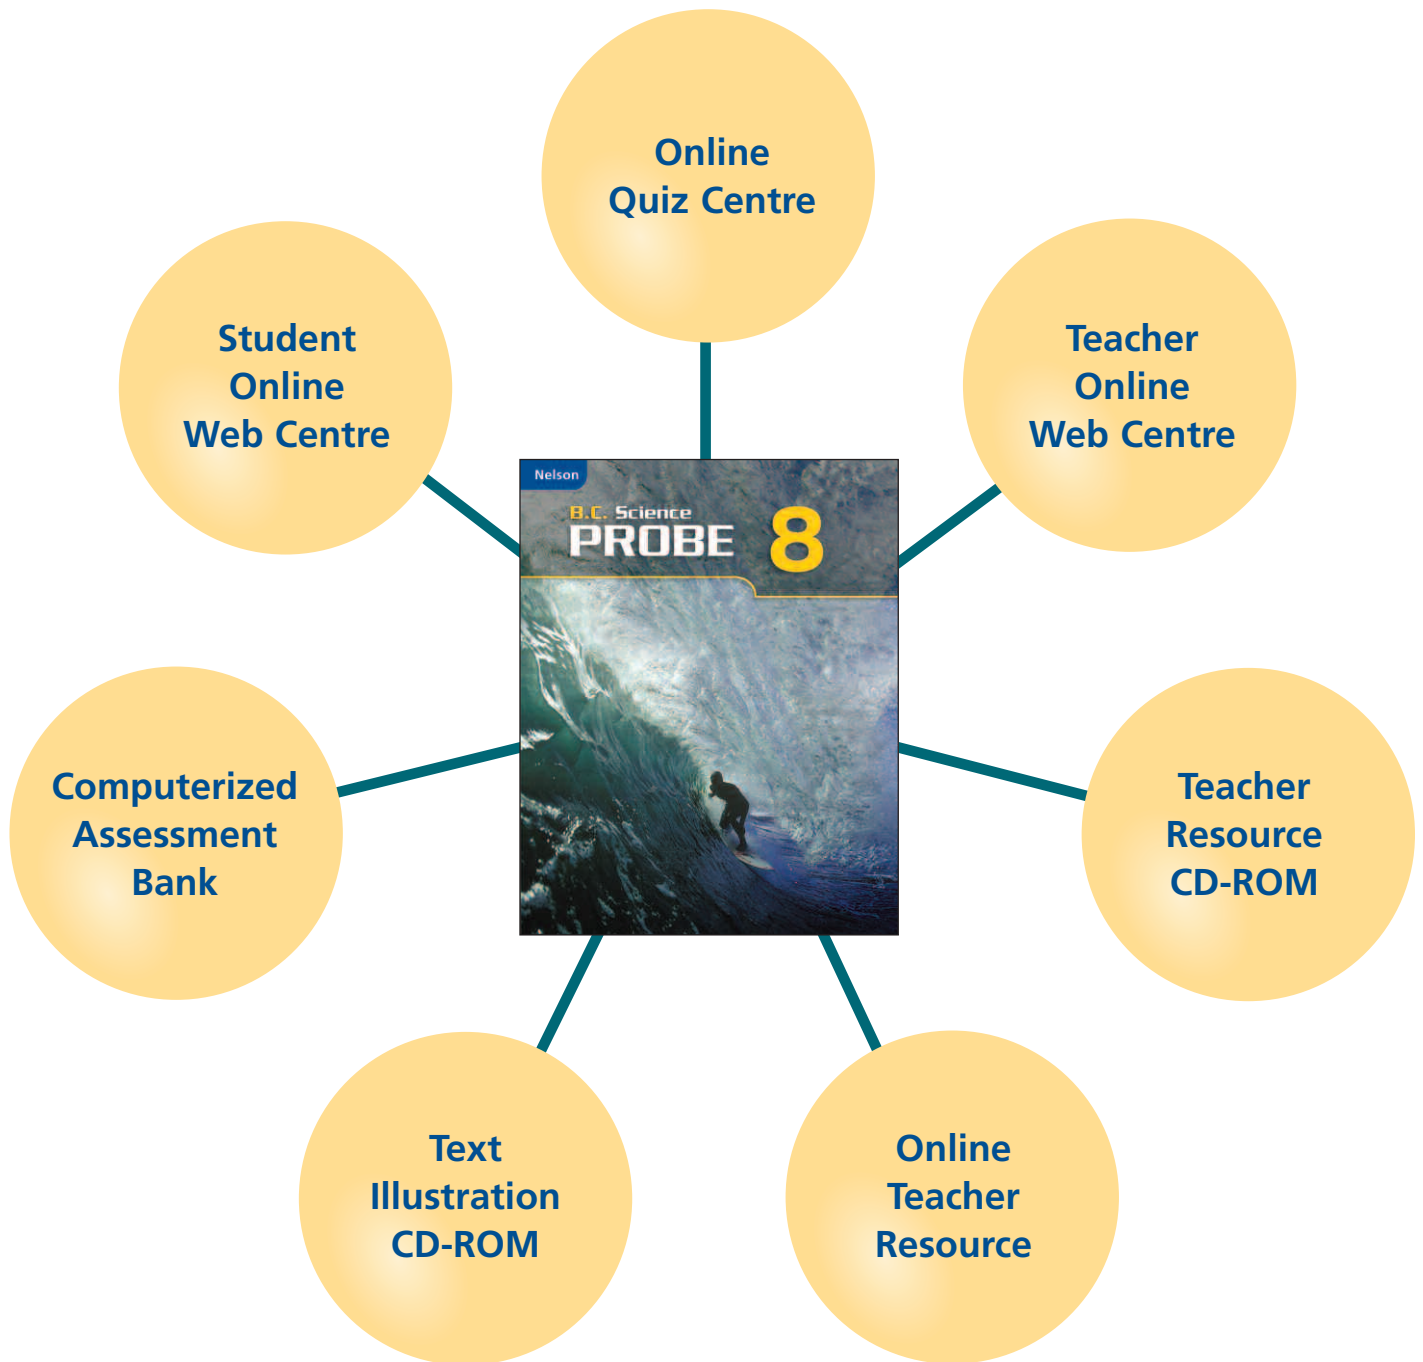 Online
Quiz Centre
Student
Online
Web Centre
Teacher
Online
Web Centre
Nelson
B.C. Science
PROBE 8
Computerized
Assessment
Bank
Teacher
Resource
CD-ROM
Text
Illustration
CD-ROM
Online
Teacher
Resource